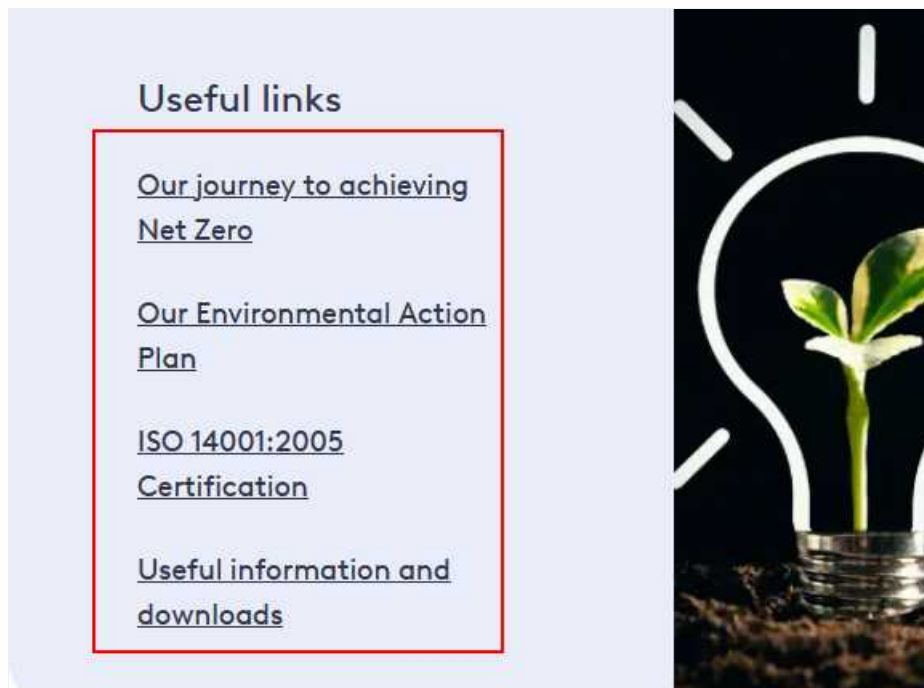 Useful links
Our journey to achieving
Net Zero
Our Environmental Action
Plan
ISO 14001:2005
Certification
Useful information and
downloads